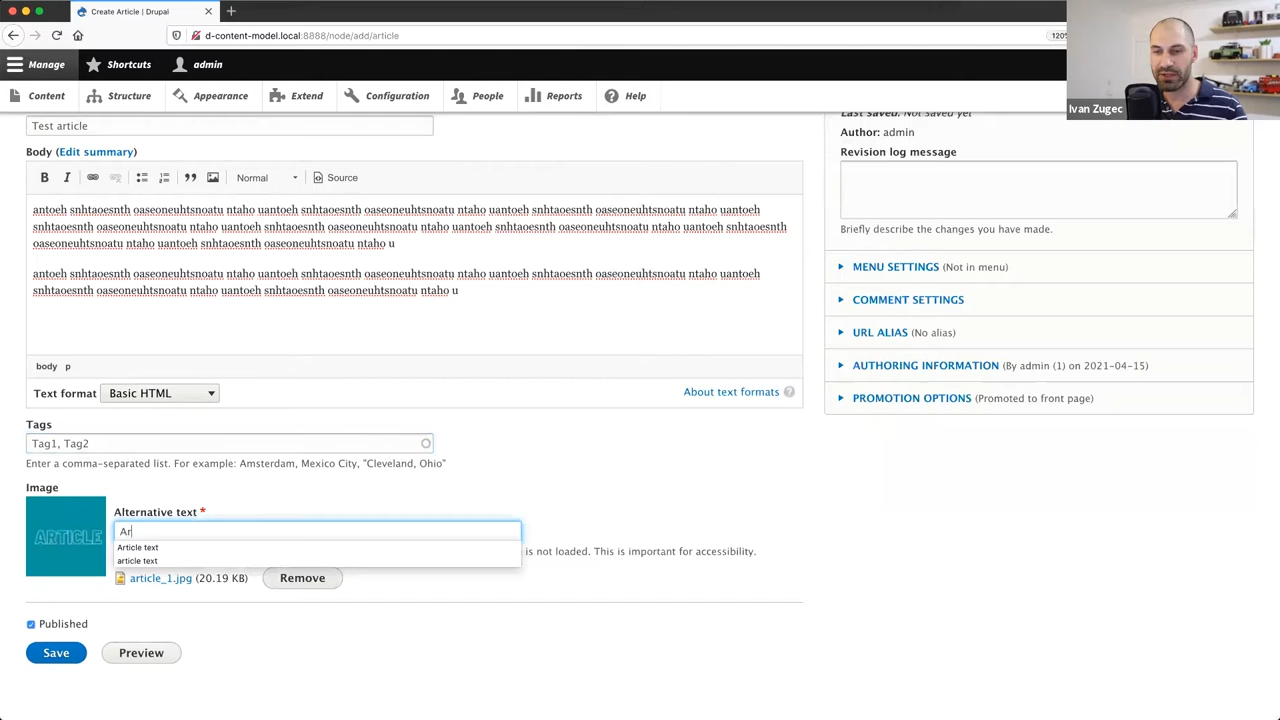 Create Article | Drupal
d-content-model.local:8888/node/add/article
120%
Manage
Shortcuts
admin
Ivan Zugec
Content
Structure
Appearance
Extend
Configuration
People
Reports
Help
Test article
Last saved: Not saved yet
Author: admin
Body (Edit summary)
Revision log message
B I Normal Source
antoeh snhtaoesnth oaseoneuhtsnoatu ntaho uantoeh snhtaoesnth oaseoneuhtsnoatu ntaho uantoeh snhtaoesnth oaseoneuhtsnoatu ntaho uantoeh
snhtaoesnth oaseoneuhtsnoatu ntaho uantoeh snhtaoesnth oaseoneuhtsnoatu ntaho uantoeh snhtaoesnth oaseoneuhtsnoatu ntaho uantoeh snhtaoesnth
oaseoneuhtsnoatu ntaho uantoeh snhtaoesnth oaseoneuhtsnoatu ntaho u
Briefly describe the changes you have made.
antoeh snhtaoesnth oaseoneuhtsnoatu ntaho uantoeh snhtaoesnth oaseoneuhtsnoatu ntaho uantoeh snhtaoesnth oaseoneuhtsnoatu ntaho uantoeh
snhtaoesnth oaseoneuhtsnoatu ntaho uantoeh snhtaoesnth oaseoneuhtsnoatu ntaho u
MENU SETTINGS (Not in menu)
COMMENT SETTINGS
URL ALIAS (No alias)
AUTHORING INFORMATION (By admin (1) on 2021-04-15)
PROMOTION OPTIONS (Promoted to front page)
body p
Text format Basic HTML
About text formats ?
Tags
Tag1, Tag2
Enter a comma-separated list. For example: Amsterdam, Mexico City, "Cleveland, Ohio"
Image
ARTICLE
Alternative text *
Ar
Article text
article text
is not loaded. This is important for accessibility.
article_1.jpg (20.19 KB)
Remove
Published
Save
Preview